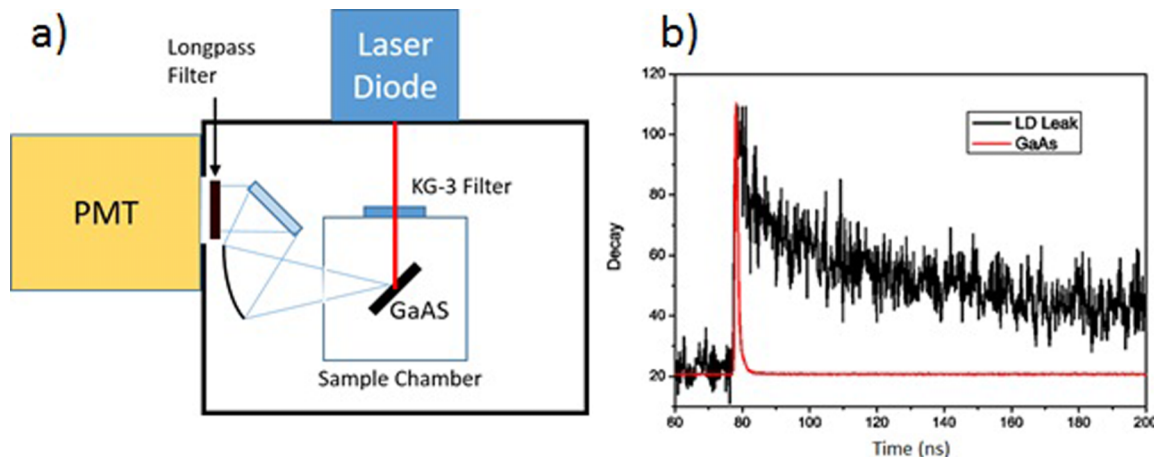 a)
Longpass
Filter
Laser
Diode
PMT
KG-3 Filter
GaAS
Sample Chamber
b)
120
100
80
60
40
20
Decay
LD Leak
GaAs
60 80 100 120 140 160 180 200
Time (ns)